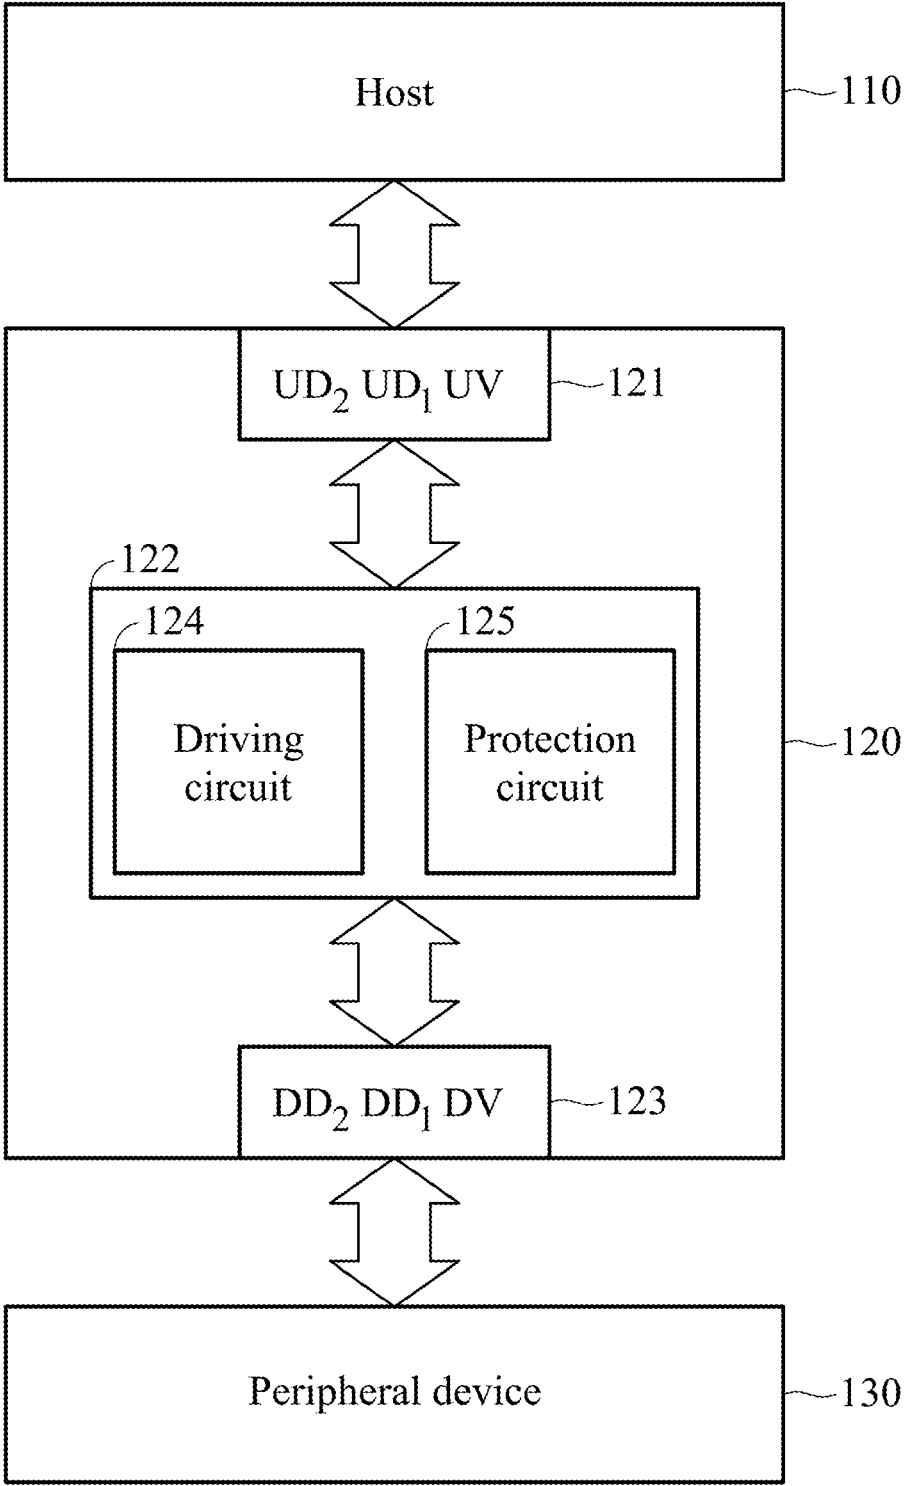 Host
110
UD2 UD1 UV
121
122
124
125
Driving
circuit
Protection
circuit
120
DD2 DD1 DV
123
Peripheral device
130